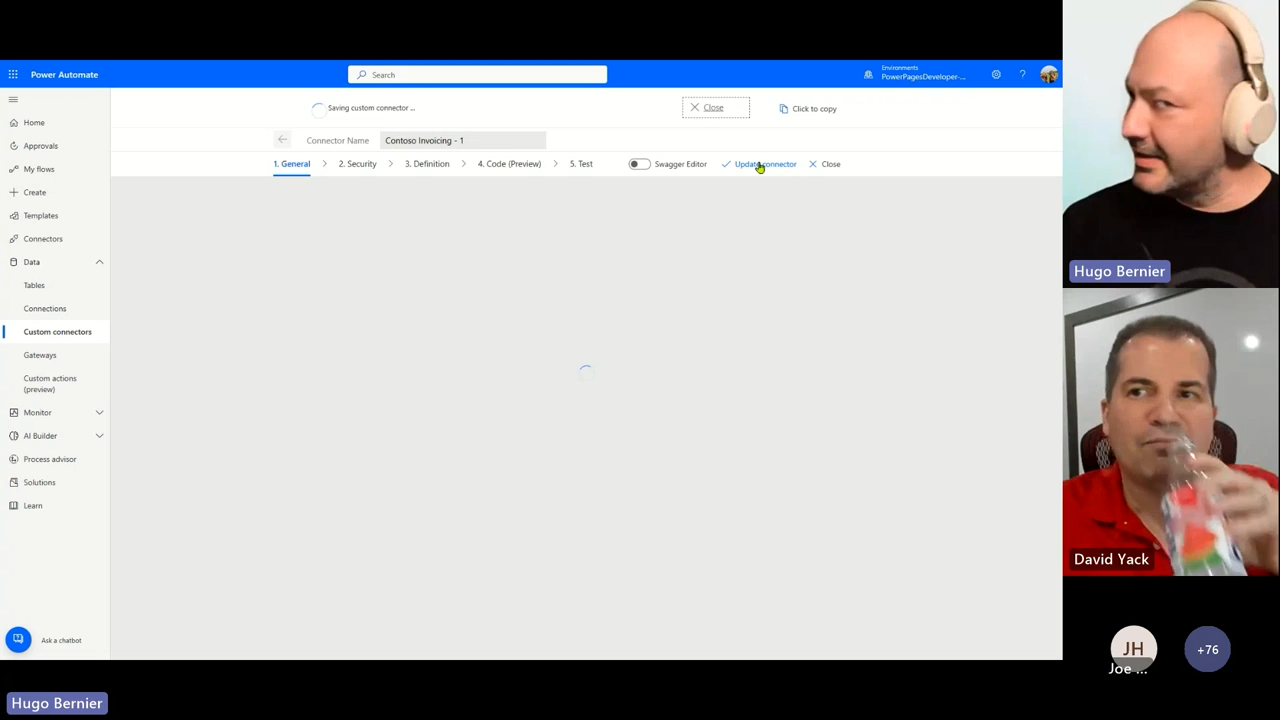 Power Automate
Search
Environments
PowerPagesDeveloper-...
?
Saving custom connector ...
Close
Click to copy
Connector Name
Contoso Invoicing - 1
1. General
2. Security
3. Definition
4. Code (Preview)
5. Test
Swagger Editor
Update connector
Close
Home
Approvals
My flows
Create
Templates
Connectors
Data
Tables
Connections
Custom connectors
Gateways
Custom actions
(preview)
Monitor
AI Builder
Process advisor
Solutions
Learn
Ask a chatbot
Hugo Bernier
Hugo Bernier
David Yack
JH
Joe ...
+76